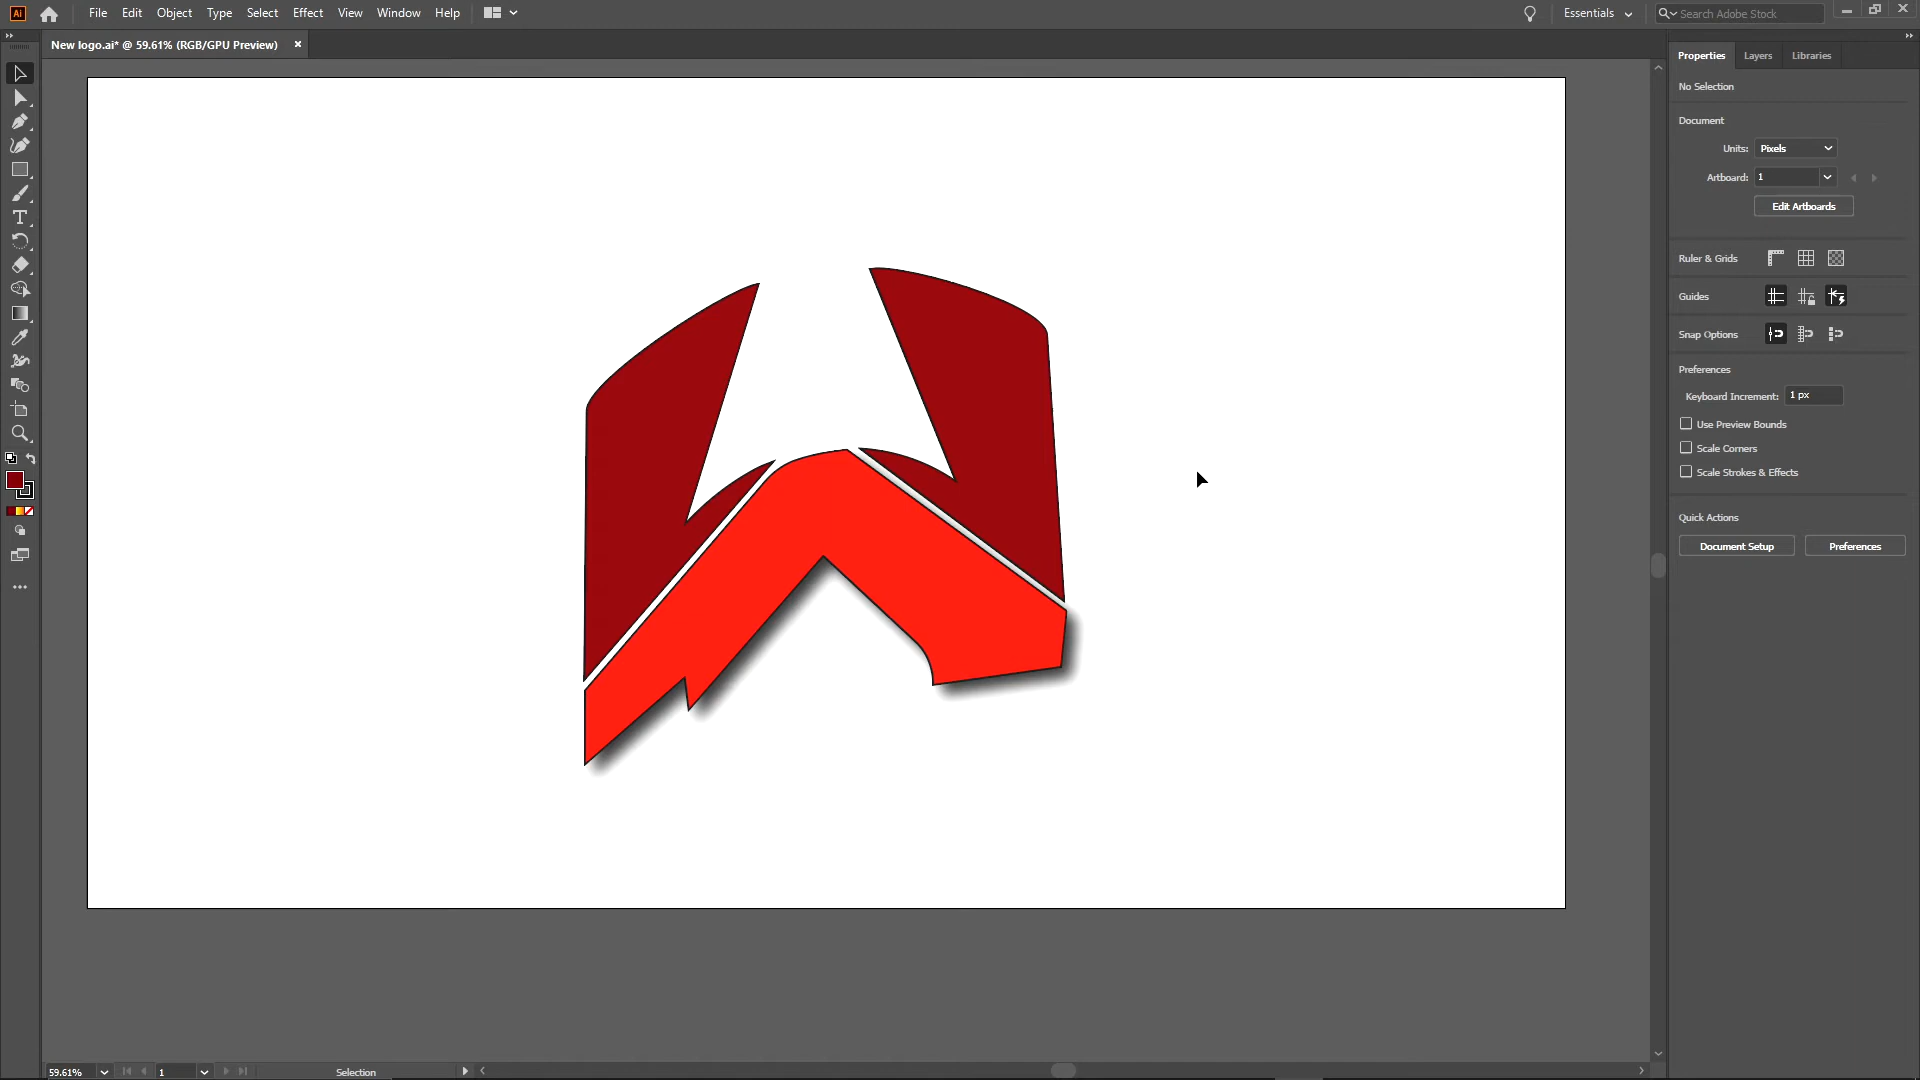 Ai File Edit Object Type Select Effect View Window Help Essentials Search Adobe Stock
New logo.ai* @ 59.61% (RGB/GPU Preview) ×
Properties Layers Libraries
No Selection
Document
Units: Pixels
Artboard: 1
Edit Artboards
Ruler & Grids
Guides
Snap Options
Preferences
Keyboard Increment: 1 px
Use Preview Bounds
Scale Corners
Scale Strokes & Effects
Quick Actions
Document Setup Preferences
59.61% 1 Selection